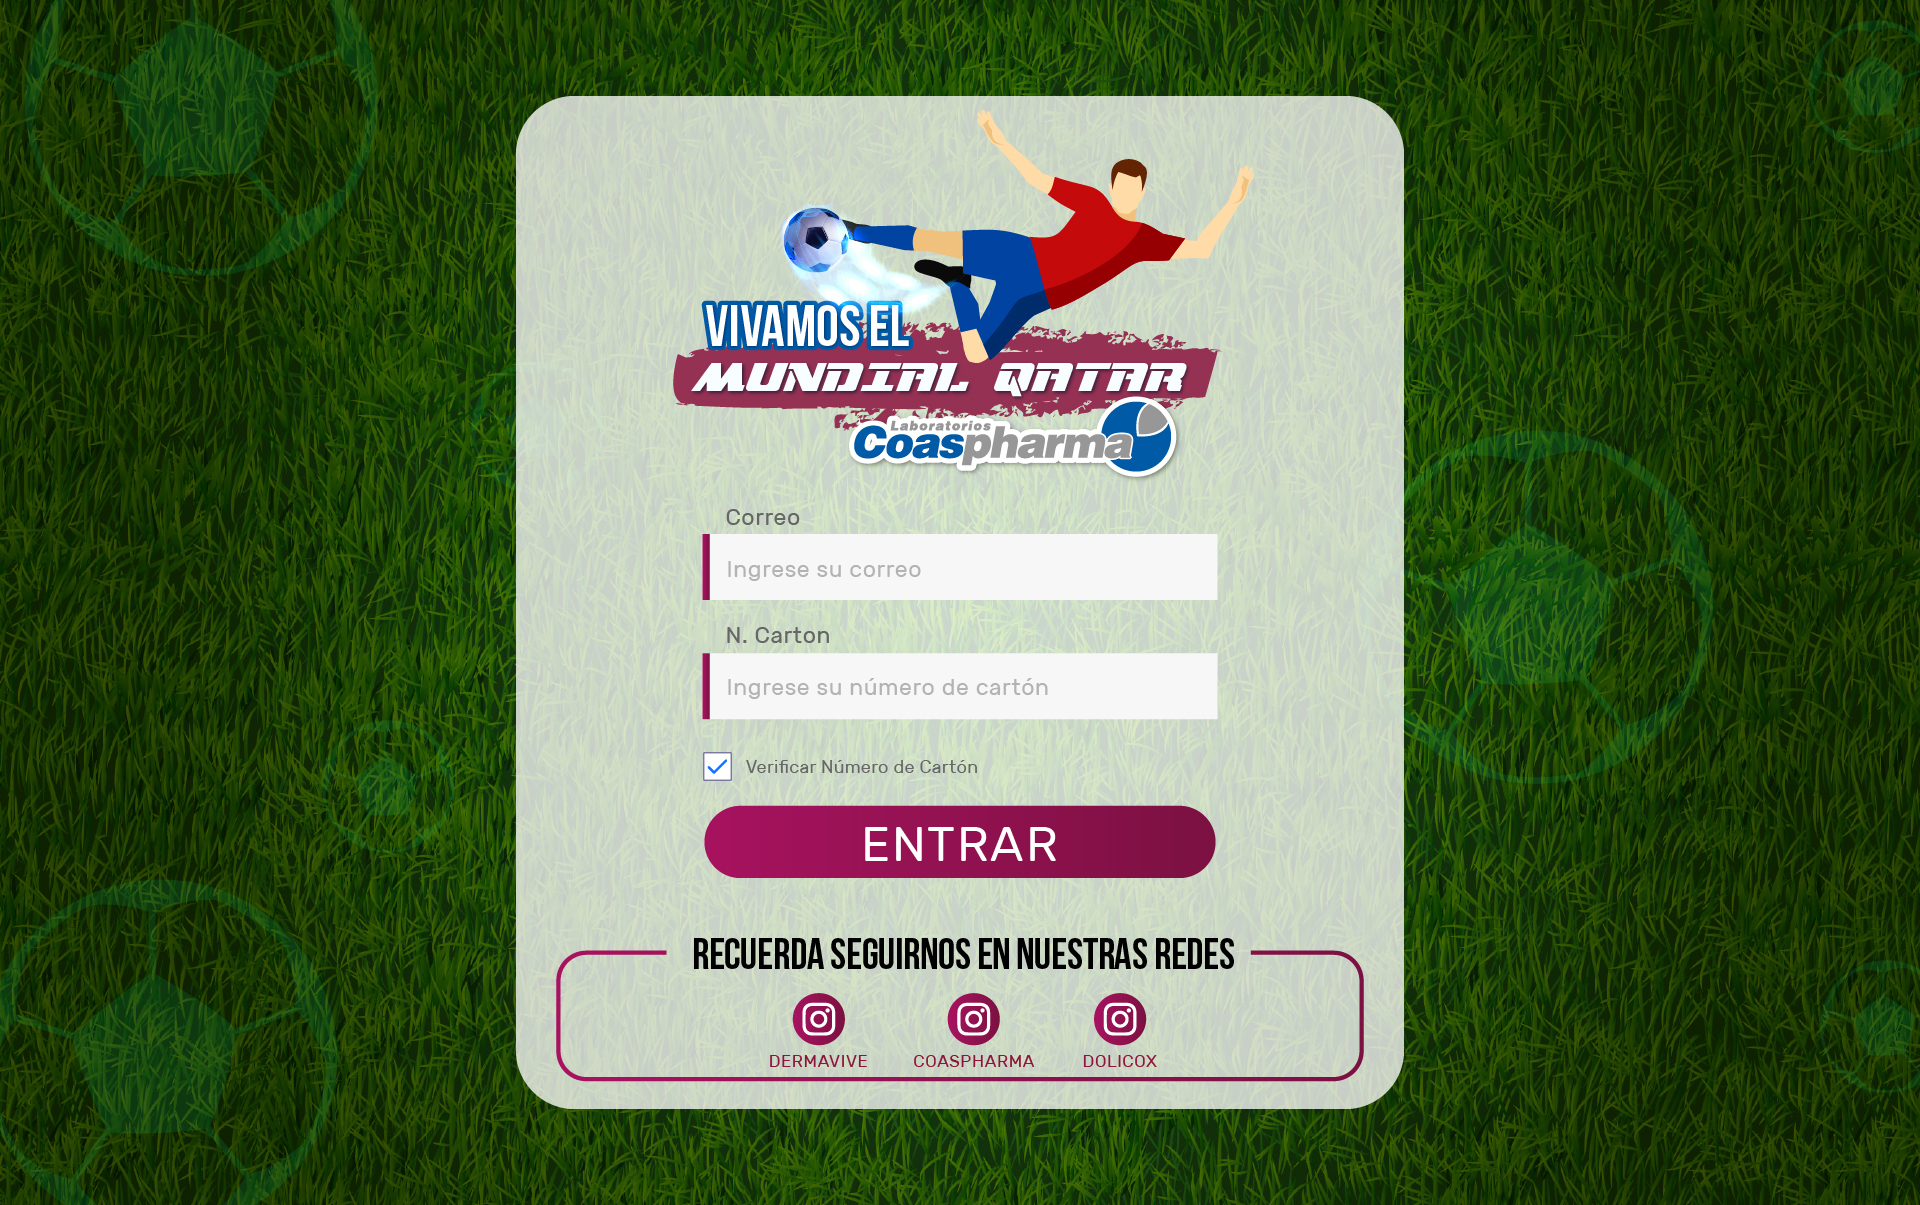 VIVAMOS EL
MUNDIAL QATAR
Laboratorios
Coaspharma
Correo
Ingrese su correo
N. Carton
Ingrese su número de cartón
Verificar Número de Cartón
ENTRAR
RECUERDA SEGUIRNOS EN NUESTRAS REDES
DERMAVIVE COASPHARMA DOLICOX